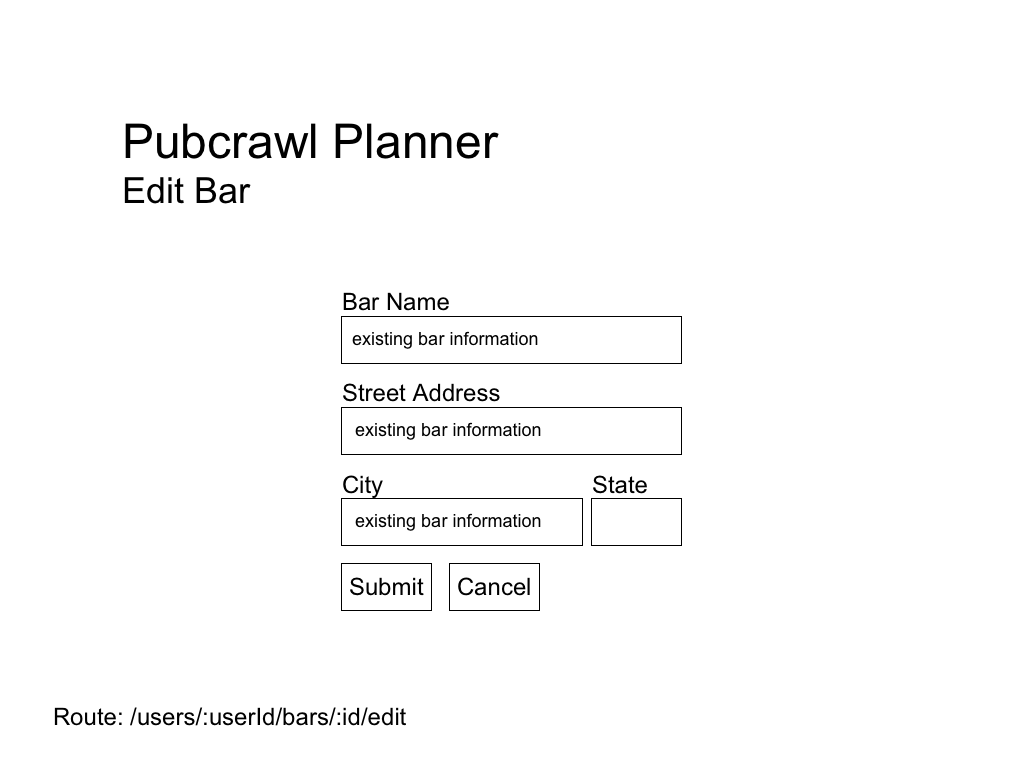 Pubcrawl Planner
Edit Bar
Bar Name
existing bar information
Street Address
existing bar information
City State
existing bar information
Submit Cancel
Route: /users/:userId/bars/:id/edit